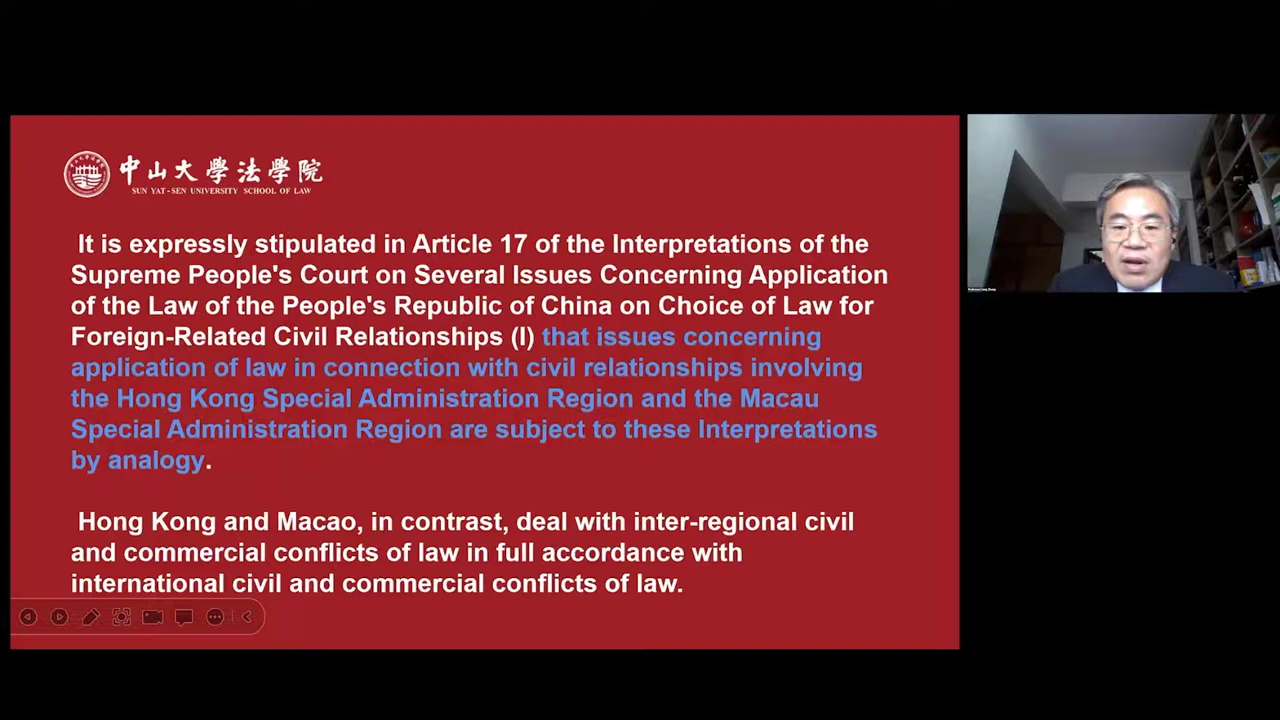 中山大學法學院
SUN YAT-SEN UNIVERSITY SCHOOL OF LAW
It is expressly stipulated in Article 17 of the Interpretations of the
Supreme People's Court on Several Issues Concerning Application
of the Law of the People's Republic of China on Choice of Law for
Foreign-Related Civil Relationships (I) that issues concerning
application of law in connection with civil relationships involving
the Hong Kong Special Administration Region and the Macau
Special Administration Region are subject to these Interpretations
by analogy.
Hong Kong and Macao, in contrast, deal with inter-regional civil
and commercial conflicts of law in full accordance with
international civil and commercial conflicts of law.